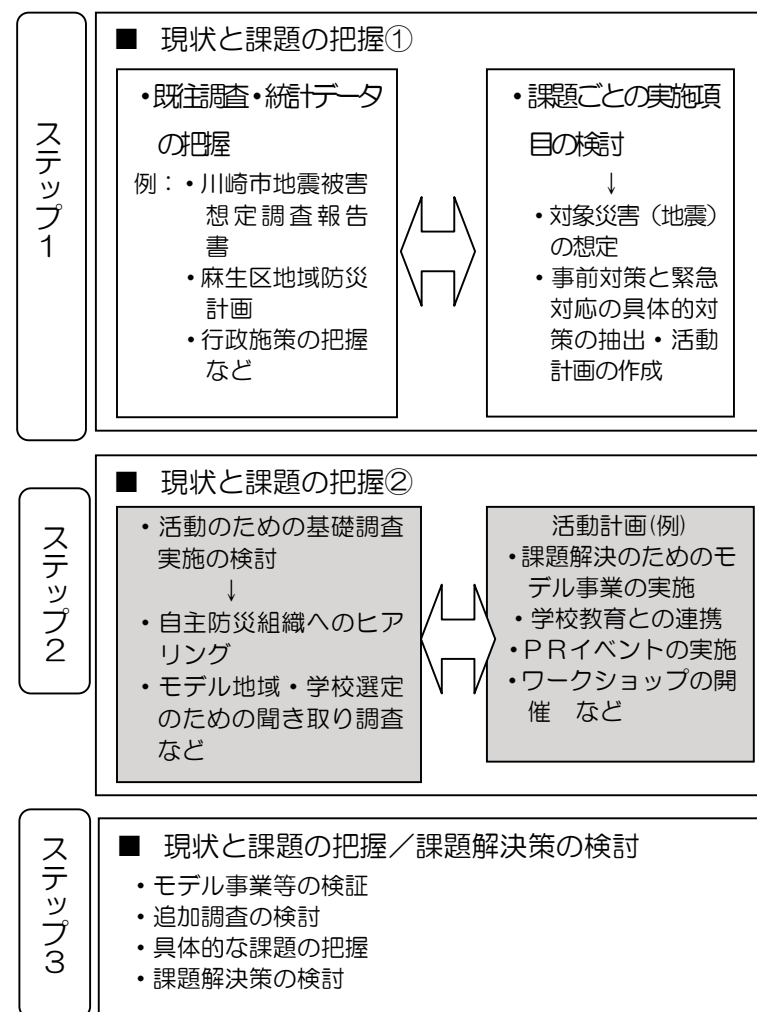 ステップ1
■ 現状と課題の把握①
・既往調査・統計データ
の把握
例：・川崎市地震被害
想定調査報告
書
・麻生区地域防災
計画
・行政施策の把握
など
・課題ごとの実施項
目の検討
↓
・対象災害（地震）
の想定
・事前対策と緊急
対応の具体的対
策の抽出・活動
計画の作成
ステップ2
■ 現状と課題の把握②
・活動のための基礎調査
実施の検討
↓
・自主防災組織へのヒア
リング
・モデル地域・学校選定
のための聞き取り調査
など
活動計画(例)
・課題解決のためのモ
デル事業の実施
・学校教育との連携
・ＰＲイベントの実施
・ワークショップの開
催　など
ステップ3
■ 現状と課題の把握／課題解決策の検討
・モデル事業等の検証
・追加調査の検討
・具体的な課題の把握
・課題解決策の検討